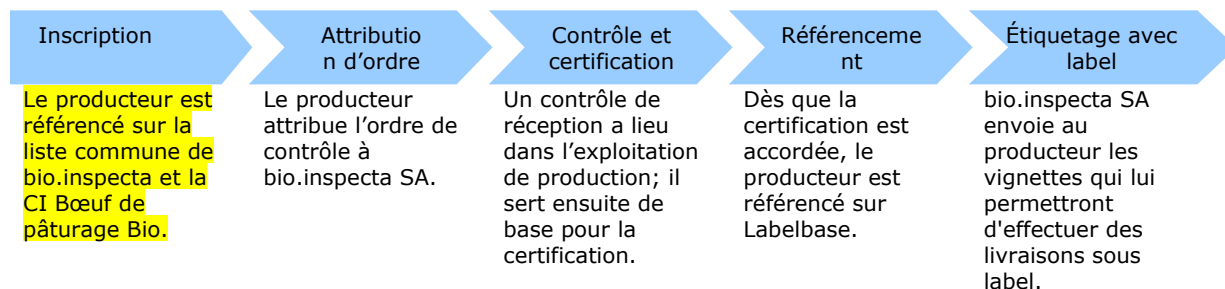 Inscription
Attributio
n d’ordre
Contrôle et
certification
Référenceme
nt
Étiquetage avec
label
Le producteur est
référencé sur la
liste commune de
bio.inspecta et la
CI Bœuf de
pâturage Bio.
Le producteur
attribue l’ordre de
contrôle à
bio.inspecta SA.
Un contrôle de
réception a lieu
dans l’exploitation
de production; il
sert ensuite de
base pour la
certification.
Dès que la
certification est
accordée, le
producteur est
référencé sur
Labelbase.
bio.inspecta SA
envoie au
producteur les
vignettes qui lui
permettront
d'effectuer des
livraisons sous
label.